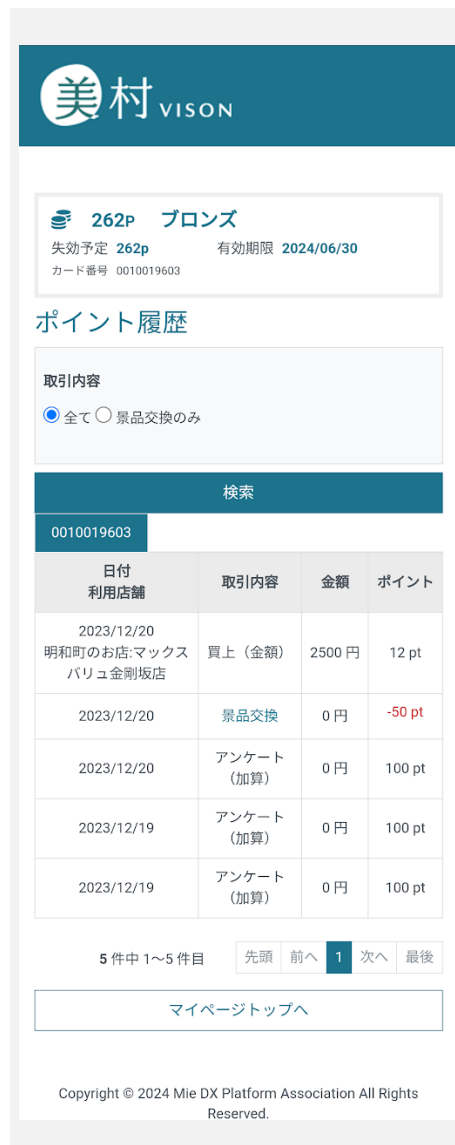 美村 VISON
262P ブロンズ
失効予定 262p 有効期限 2024/06/30
カード番号 0010019603
ポイント履歴
取引内容
全て 景品交換のみ
検索
0010019603
日付
利用店舗 取引内容 金額 ポイント
2023/12/20
明和町のお店:マックス
バリュ金剛坂店 買上（金額） 2500 円 12 pt
2023/12/20 景品交換 0 円 -50 pt
2023/12/20 アンケート
（加算） 0 円 100 pt
2023/12/19 アンケート
（加算） 0 円 100 pt
2023/12/19 アンケート
（加算） 0 円 100 pt
5 件中 1～5 件目 先頭 前へ 1 次へ 最後
マイページトップへ
Copyright © 2024 Mie DX Platform Association All Rights
Reserved.